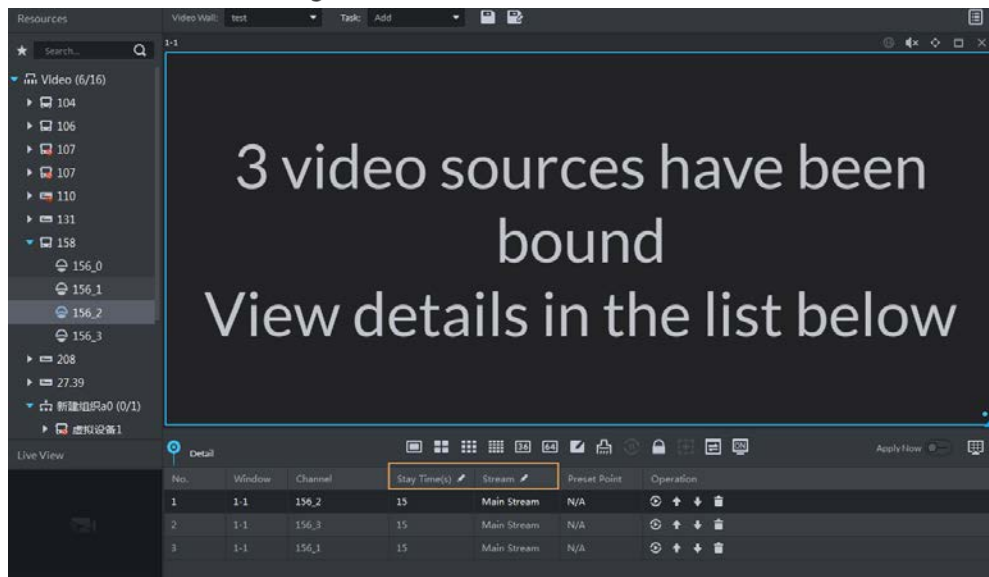 Resources
Video Wall: test Task: Add
Search...
1-1
Video (6/16)
104
106
107
107
110
131
158
156_0
156_1
156_2
156_3
208
27.39
新建组织a0 (0/1)
虚拟设备1
3 video sources have been
bound
View details in the list below
Live View
Detail
36 64 ON
Apply Now
No. Window Channel Stay Time(s) Stream Preset Point Operation
1 1-1 156_2 15 Main Stream N/A
2 1-1 156_3 15 Main Stream N/A
3 1-1 156_1 15 Main Stream N/A